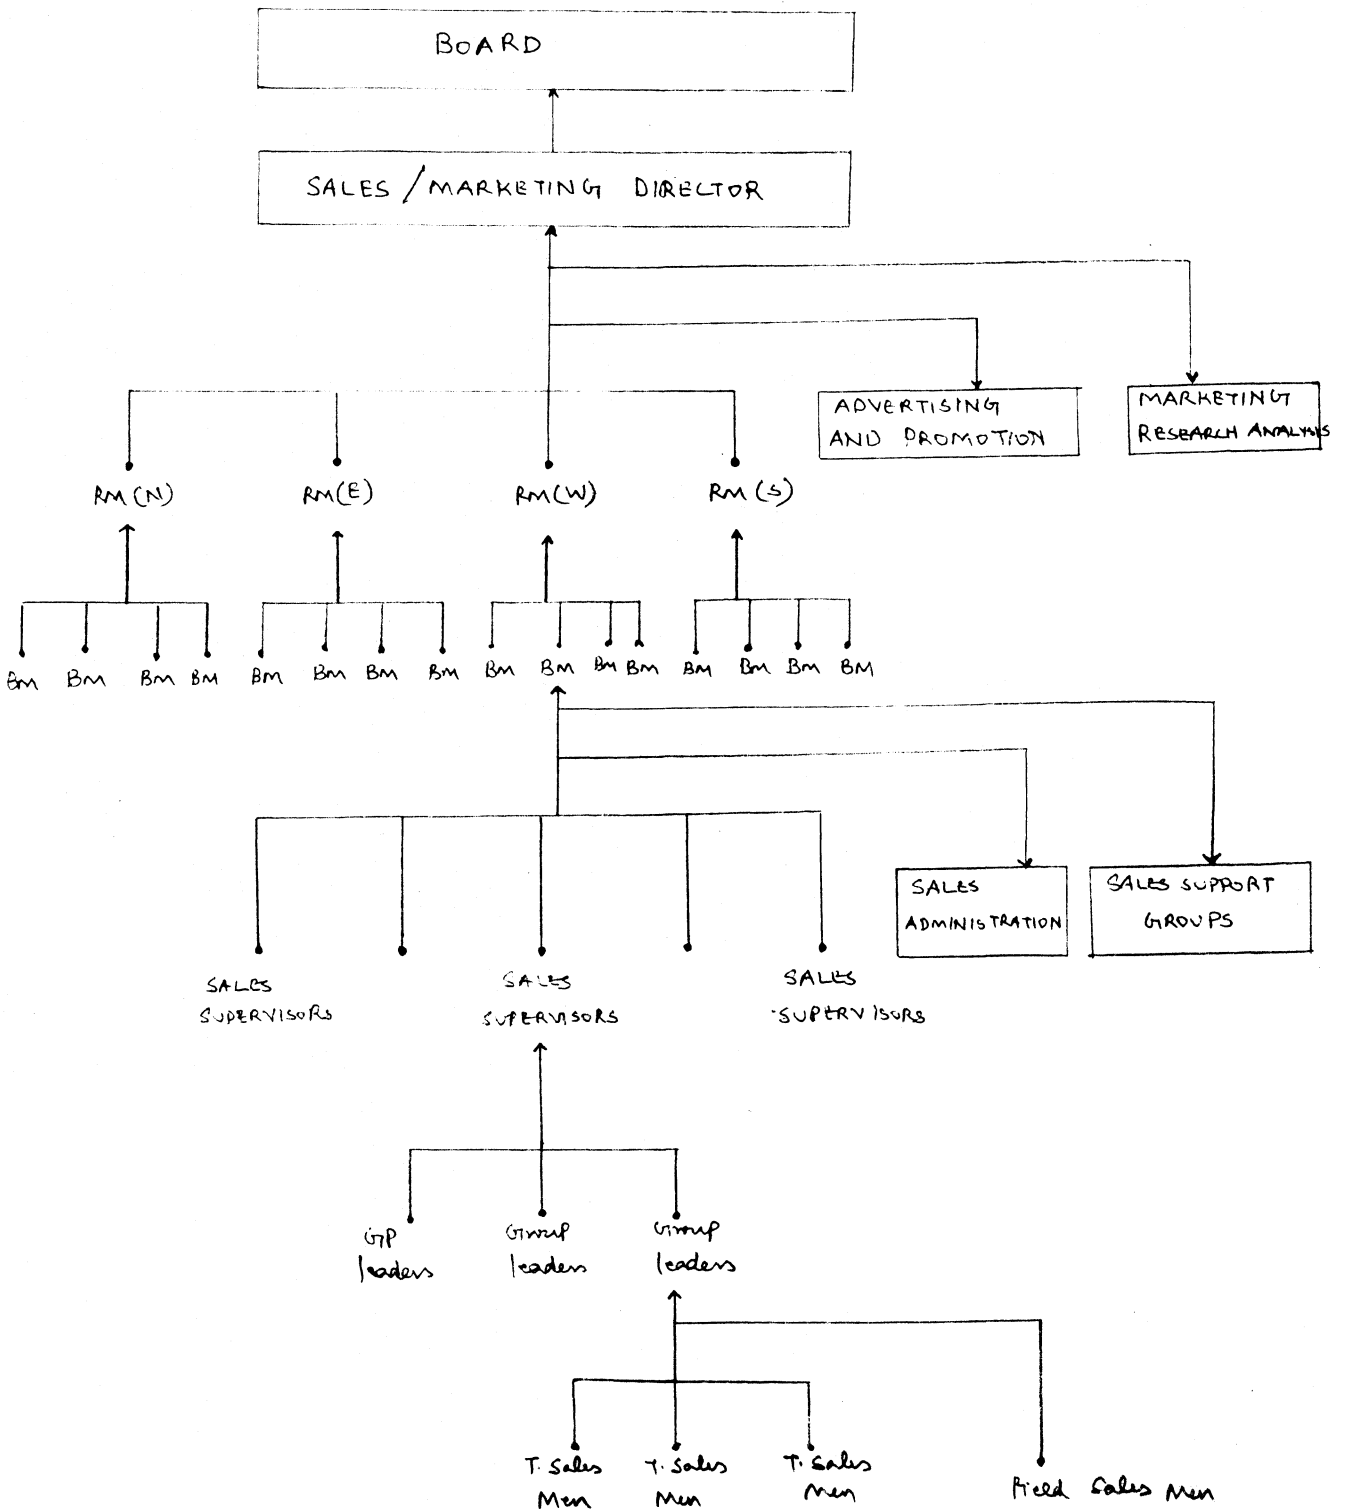 BOARD
SALES / MARKETING DIRECTOR
ADVERTISING
AND PROMOTION
MARKETING
RESEARCH ANALYSIS
RM (N)
RM (E)
RM (W)
RM (S)
BM BM BM BM BM BM BM BM BM BM BM BM BM BM BM BM
SALES
ADMINISTRATION
SALES SUPPORT
GROUPS
SALES
SUPERVISORS
SALES
SUPERVISORS
SALES
SUPERVISORS
GP
leaders
Group
leaders
Group
leaders
T. Sales
Men
T. Sales
Men
T. Sales
Men
Field Sales Men